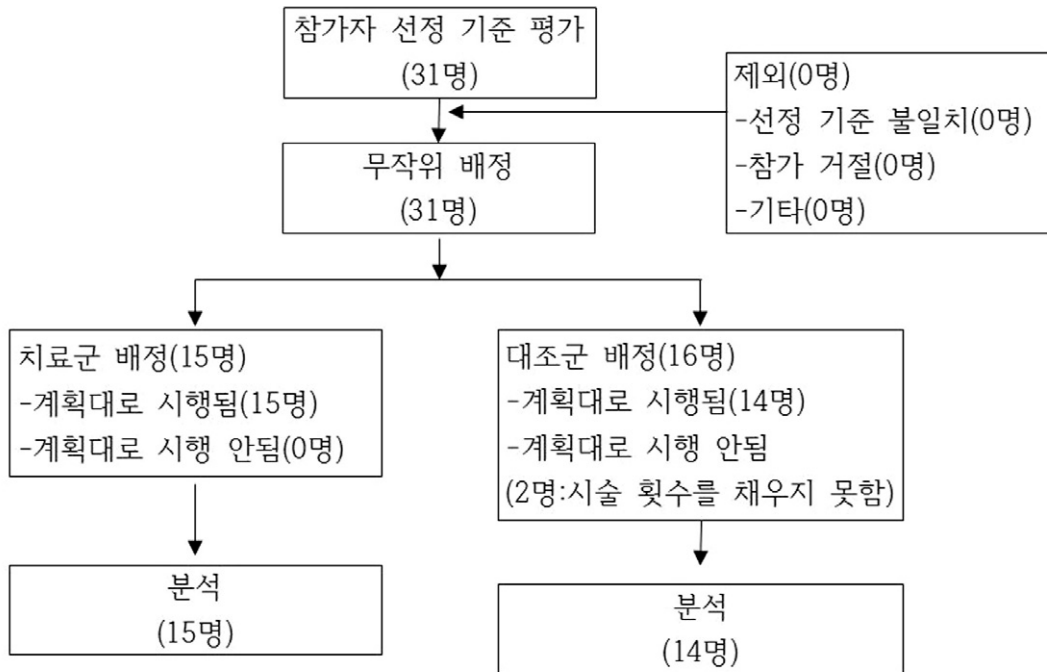 참가자 선정 기준 평가
(31명)
제외(0명)
-선정 기준 불일치(0명)
-참가 거절(0명)
-기타(0명)
무작위 배정
(31명)
치료군 배정(15명)
-계획대로 시행됨(15명)
-계획대로 시행 안됨(0명)
대조군 배정(16명)
-계획대로 시행됨(14명)
-계획대로 시행 안됨
(2명:시술 횟수를 채우지 못함)
분석
(15명)
분석
(14명)